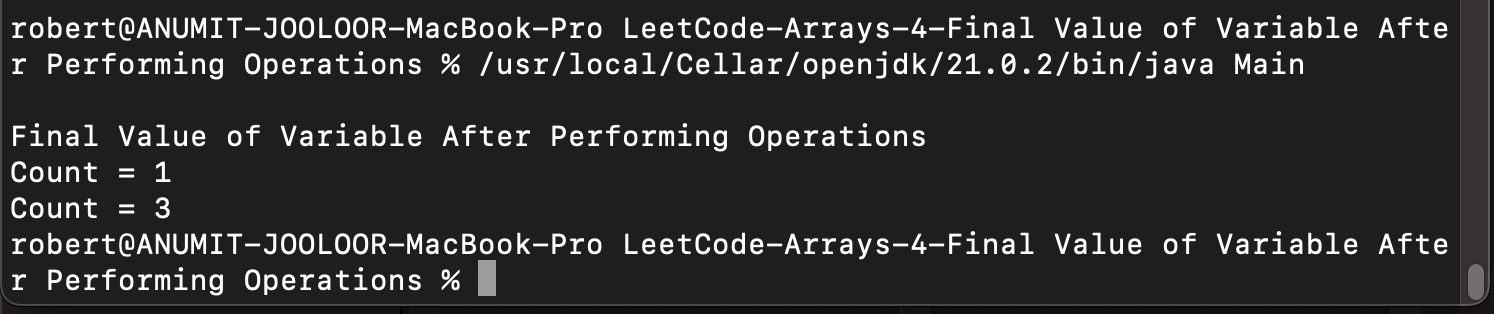 robert@ANUMIT-JOOLOOR-MacBook-Pro LeetCode-Arrays-4-Final Value of Variable Afte
r Performing Operations % /usr/local/Cellar/openjdk/21.0.2/bin/java Main
Final Value of Variable After Performing Operations
Count = 1
Count = 3
robert@ANUMIT-JOOLOOR-MacBook-Pro LeetCode-Arrays-4-Final Value of Variable Afte
r Performing Operations %